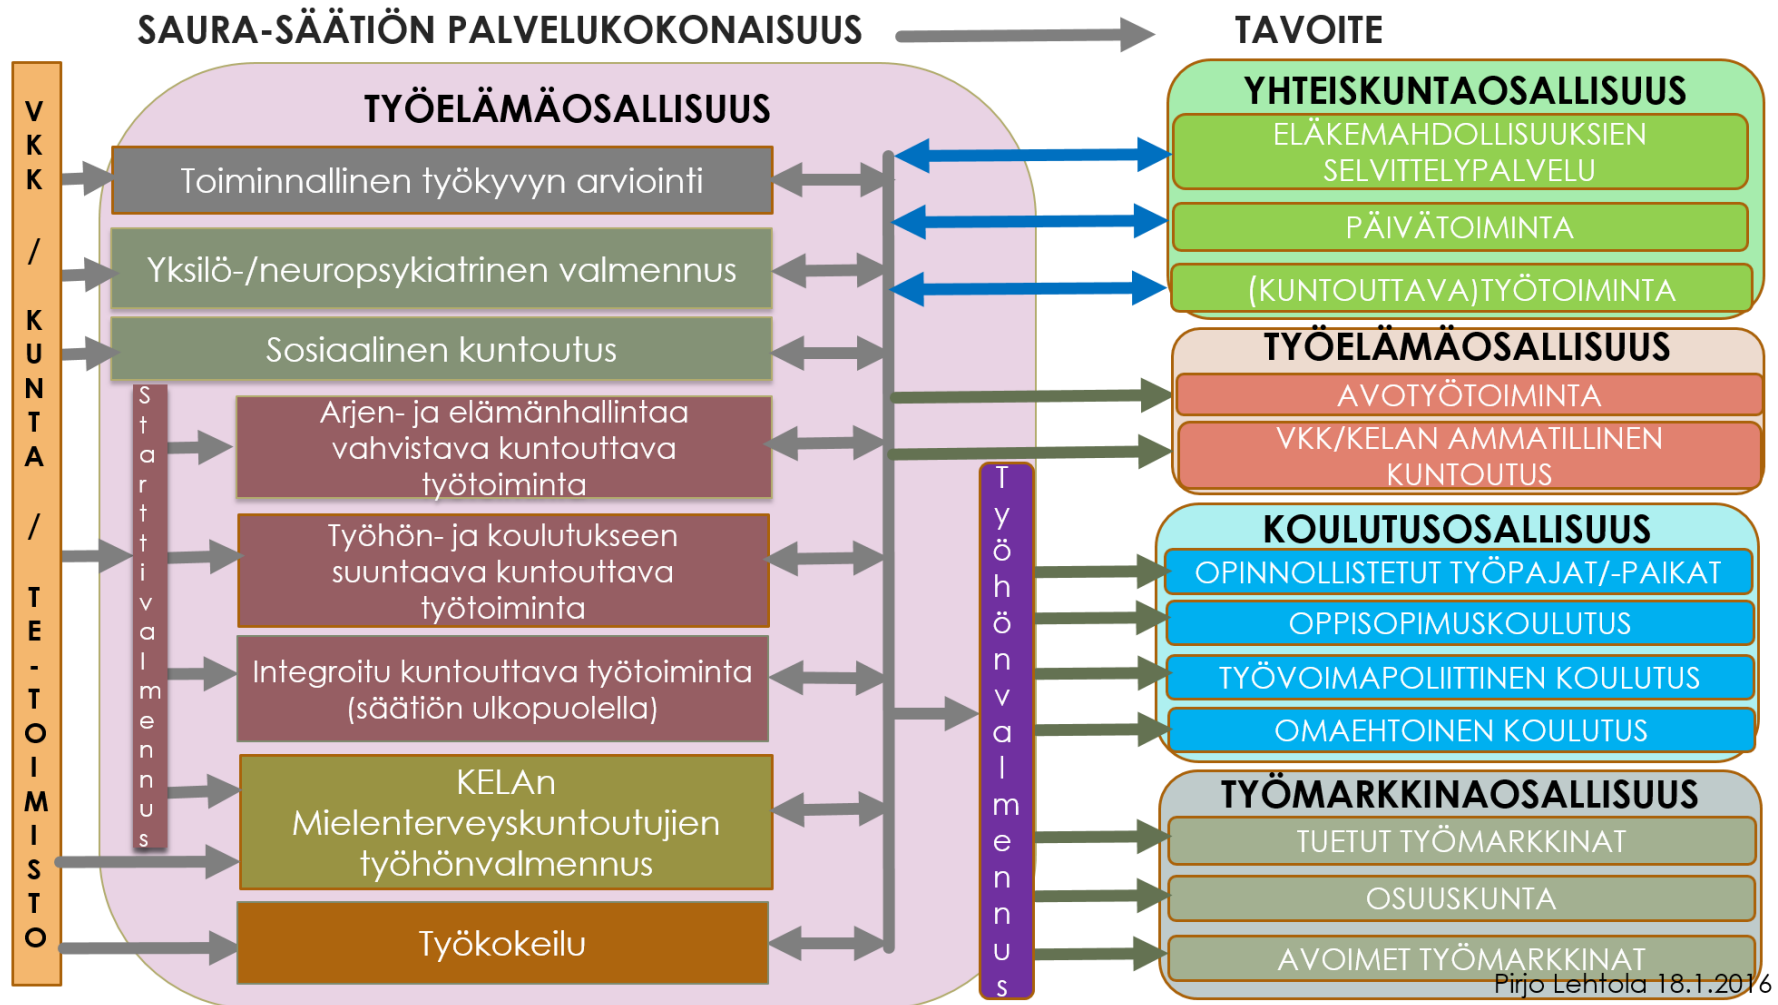 SAURA-SÄÄTIÖN PALVELUKOKONAISUUS
TAVOITE
VKK / KUNTA / TE-TOIMISTO
TYÖELÄMÄOSALLISUUS
Toiminnallinen työkyvyn arviointi
Yksilö-/neuropsykiatrinen valmennus
Sosiaalinen kuntoutus
Starttivalmennus
Arjen- ja elämänhallintaa
vahvistava kuntouttava
työtoiminta
Työhön- ja koulutukseen
suuntaava kuntouttava
työtoiminta
Integroitu kuntouttava työtoiminta
(säätiön ulkopuolella)
KELAn
Mielenterveyskuntoutujien
työhönvalmennus
Työkokeilu
Työhönvalmennus
YHTEISKUNTAOSALLISUUS
ELÄKEMAHDOLLISUUKSIEN
SELVITTELYPALVELU
PÄIVÄTOIMINTA
(KUNTOUTTAVA)TYÖTOIMINTA
TYÖELÄMÄOSALLISUUS
AVOTYÖTOIMINTA
VKK/KELAN AMMATILLINEN
KUNTOUTUS
KOULUTUSOSALLISUUS
OPINNOLLISTETUT TYÖPAJAT/-PAIKAT
OPPISOPIMUSKOULUTUS
TYÖVOIMAPOLIITTINEN KOULUTUS
OMAEHTOINEN KOULUTUS
TYÖMARKKINAOSALLISUUS
TUETUT TYÖMARKKINAT
OSUUSKUNTA
AVOIMET TYÖMARKKINAT
Pirjo Lehtola 18.1.2016